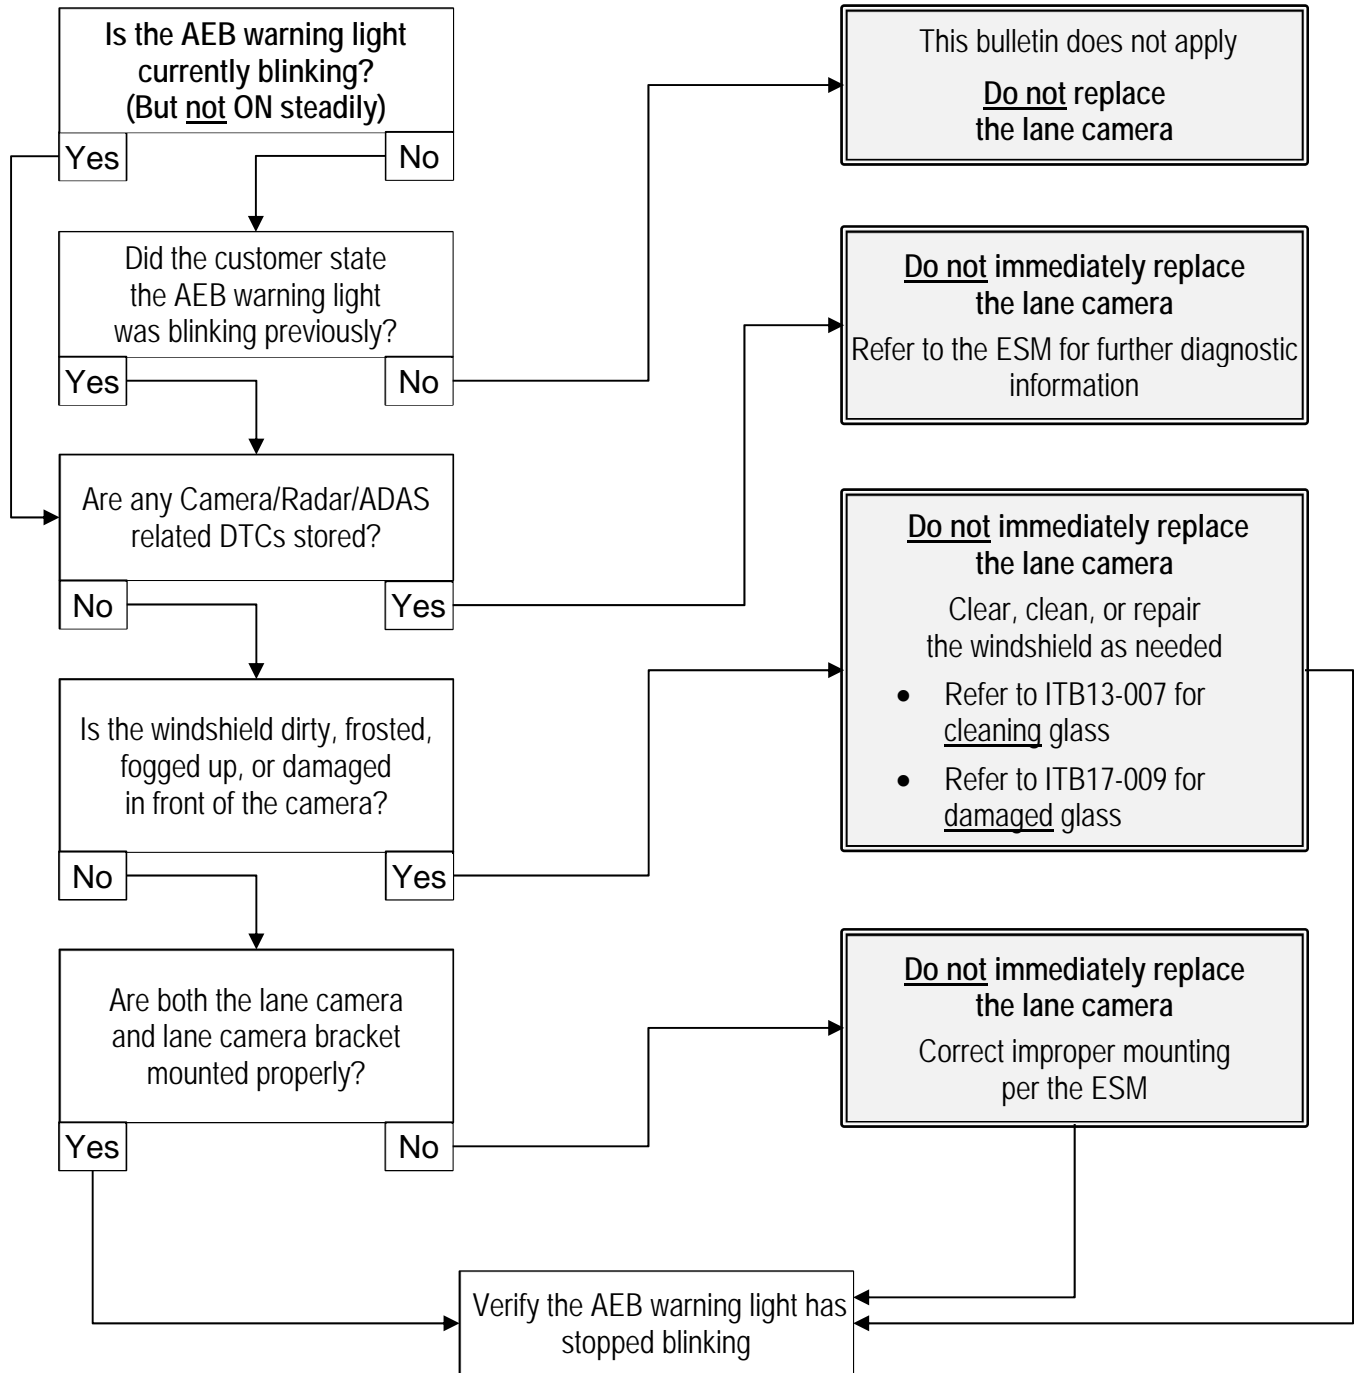 Is the AEB warning light
currently blinking?
(But not ON steadily)
Yes
No
This bulletin does not apply
Do not replace
the lane camera
Did the customer state
the AEB warning light
was blinking previously?
Yes
No
Do not immediately replace
the lane camera
Refer to the ESM for further diagnostic
information
Are any Camera/Radar/ADAS
related DTCs stored?
No
Yes
Do not immediately replace
the lane camera
Clear, clean, or repair
the windshield as needed
• Refer to ITB13-007 for
cleaning glass
• Refer to ITB17-009 for
damaged glass
Is the windshield dirty, frosted,
fogged up, or damaged
in front of the camera?
No
Yes
Are both the lane camera
and lane camera bracket
mounted properly?
Yes
No
Do not immediately replace
the lane camera
Correct improper mounting
per the ESM
Verify the AEB warning light has
stopped blinking